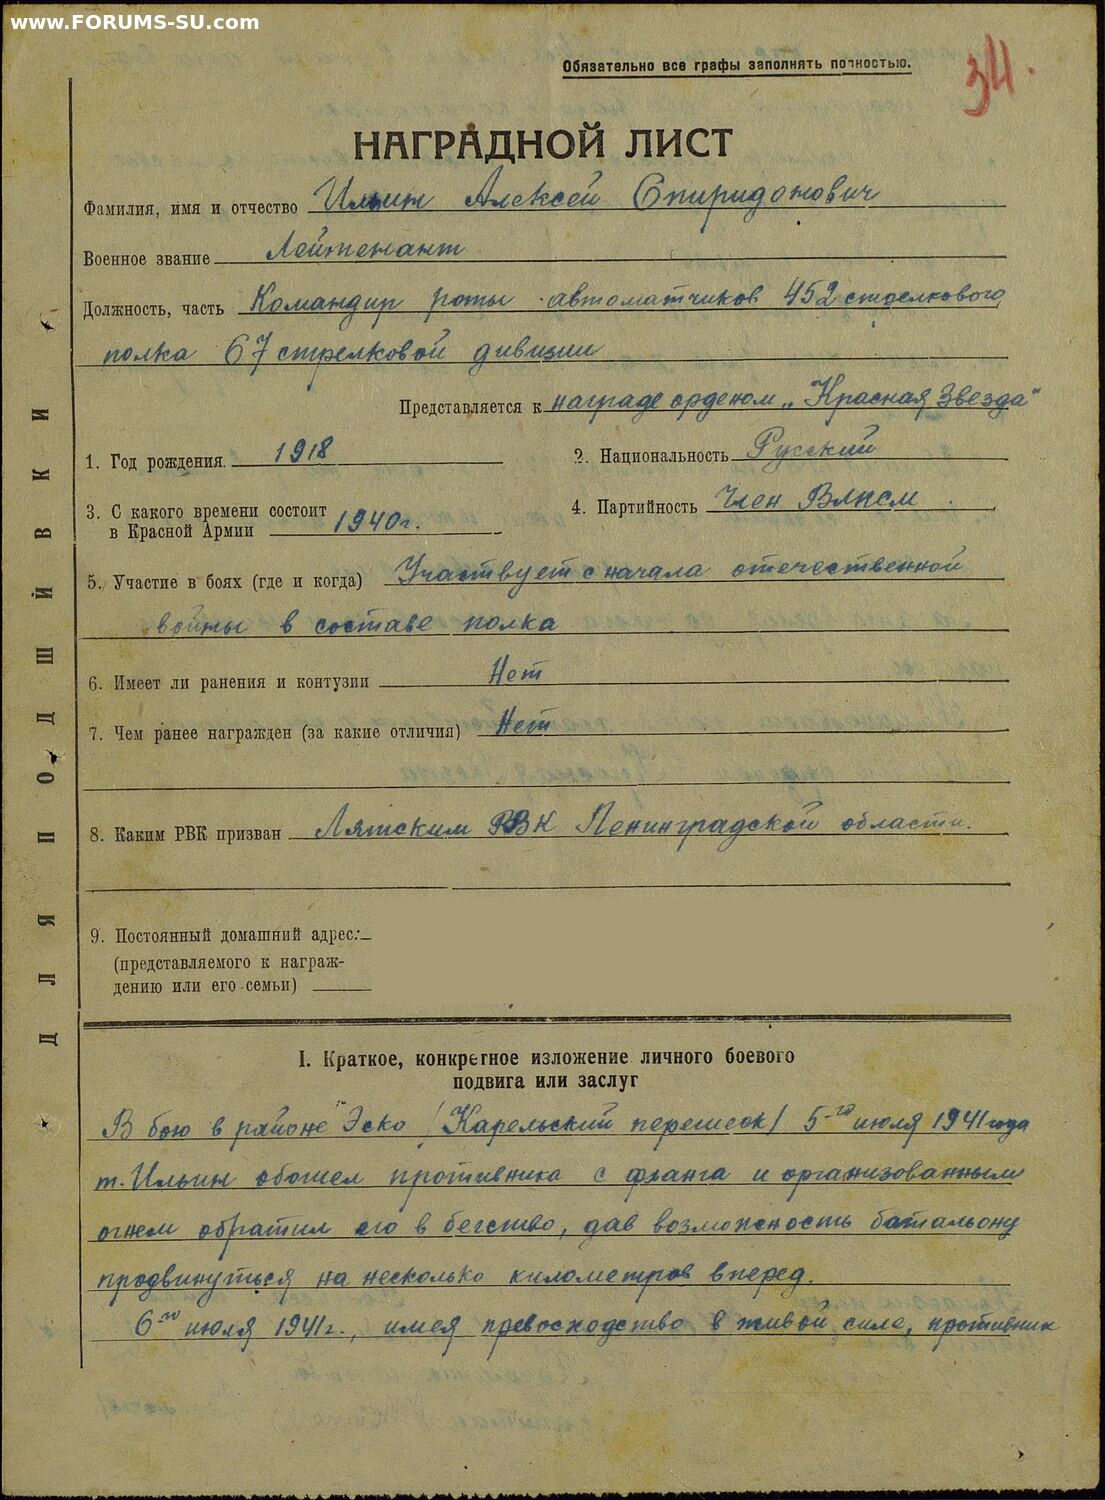 www.FORUMS-SU.com
Обязательно все графы заполнять полностью.
34.
НАГРАДНОЙ ЛИСТ
Фамилия, имя и отчество Ильин Алексей Спиридонович
Военное звание Лейтенант
Должность, часть Командир роты автоматчиков 452 стрелкового
полка 67 стрелковой дивизии
Представляется к награде орденом „Красная Звезда"
1. Год рождения. 1918
2. Национальность Русский
3. С какого времени состоит
в Красной Армии 1940 г.
4. Партийность Член ВЛКСМ
5. Участие в боях (где и когда) Участвует с начала отечественной
войны в составе полка
6. Имеет ли ранения и контузии Нет
7. Чем ранее награжден (за какие отличия) Нет
8. Каким РВК призван Лятским РВК Ленинградской области.
9. Постоянный домашний адрес:
(представляемого к награж-
дению или его семьи)
ДЛЯ ПОДШИВКИ
I. Краткое, конкретное изложение личного боевого
подвига или заслуг
В бою в районе Эско /Карельский перешеек/ 5-го июля 1941 года
т. Ильин обошел противника с фланга и организованным
огнем обратил его в бегство, дав возможность батальону
продвинуться на несколько километров вперед.
6-го июля 1941 г., имея превосходство в живой силе, противник